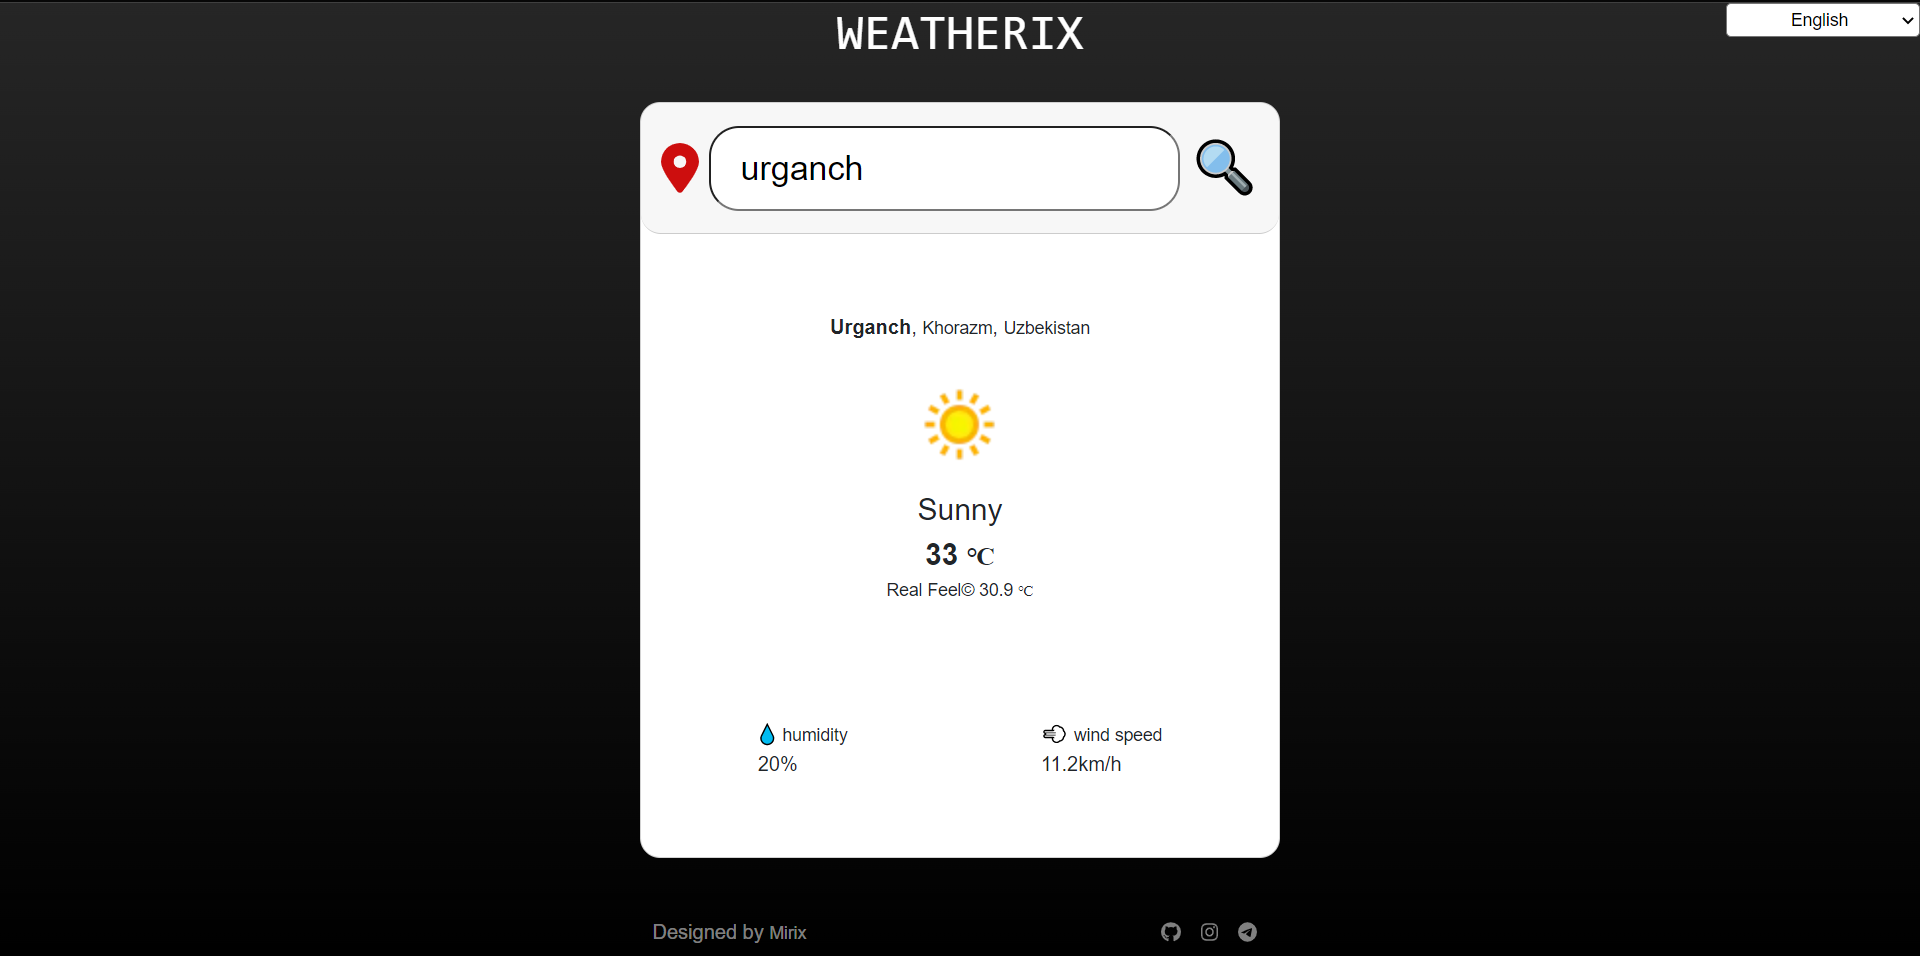 WEATHERIX
English
urganch
Urganch, Khorazm, Uzbekistan
Sunny
33 °C
Real Feel© 30.9 °C
humidity
20%
wind speed
11.2km/h
Designed by Mirix